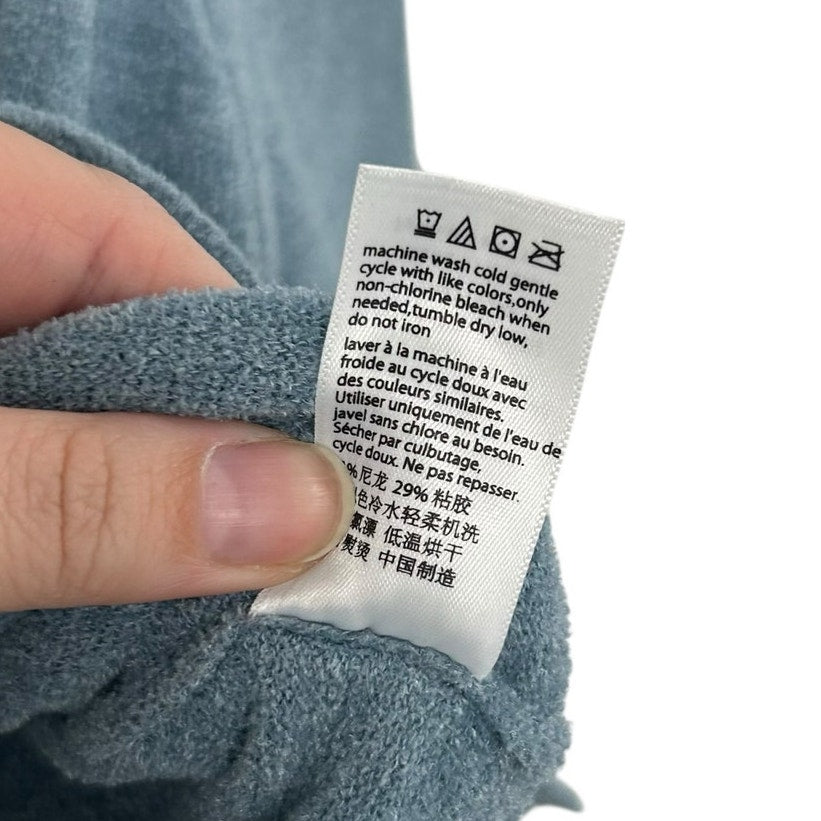 machine wash cold gentle
cycle with like colors,only
non-chlorine bleach when
needed,tumble dry low,
do not iron
laver à la machine à l'eau
froide au cycle doux avec
des couleurs similaires.
Utiliser uniquement de l'eau de
javel sans chlore au besoin.
Sécher par culbutage,
cycle doux. Ne pas repasser.
%尼龙 29% 粘胶
色冷水轻柔机洗
氯漂 低温烘干
熨烫 中国制造